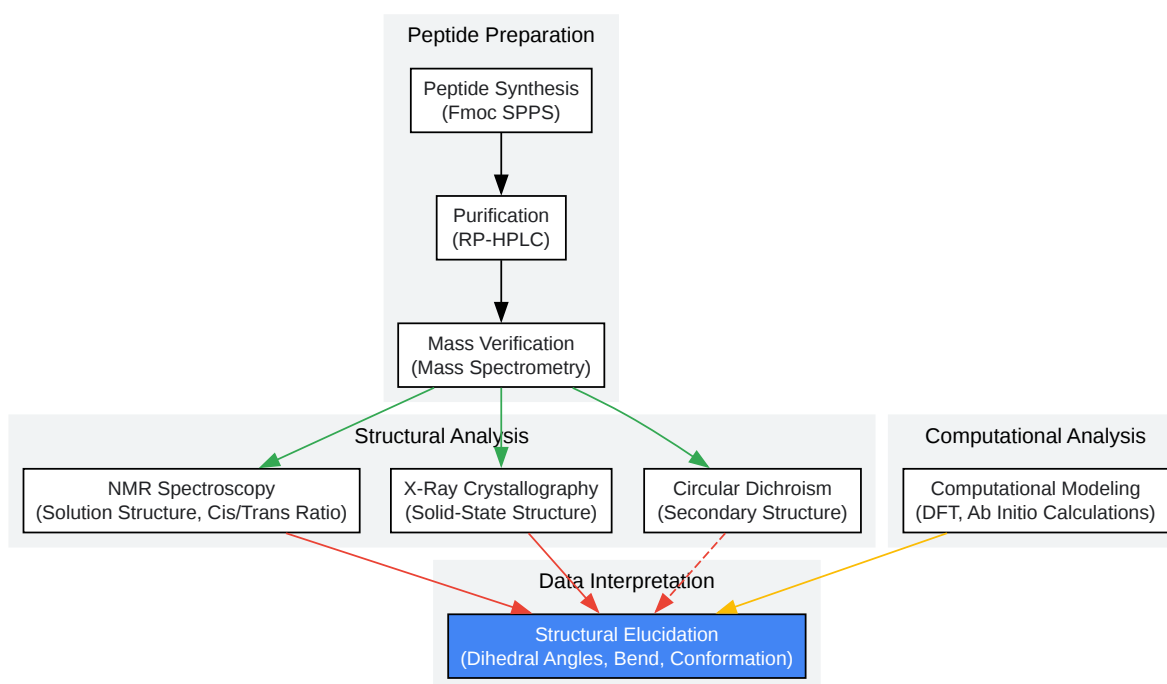 Peptide Preparation
Peptide Synthesis
(Fmoc SPPS)
Purification
(RP-HPLC)
Mass Verification
(Mass Spectrometry)
Structural Analysis
NMR Spectroscopy
(Solution Structure, Cis/Trans Ratio)
X-Ray Crystallography
(Solid-State Structure)
Circular Dichroism
(Secondary Structure)
Computational Analysis
Computational Modeling
(DFT, Ab Initio Calculations)
Data Interpretation
Structural Elucidation
(Dihedral Angles, Bend, Conformation)